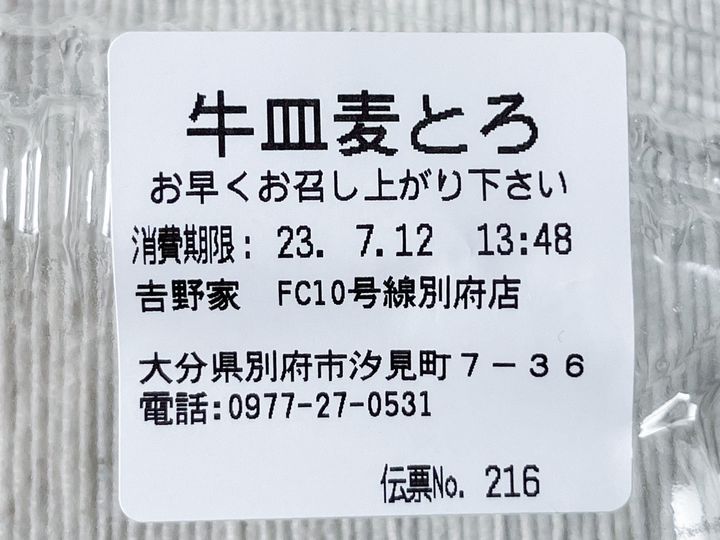 牛皿麦とろ
お早くお召し上がり下さい
消費期限: 23. 7.12 13:48
𠮷野家 FC10号線別府店
大分県別府市汐見町７－３６
電話:0977-27-0531
伝票No. 216